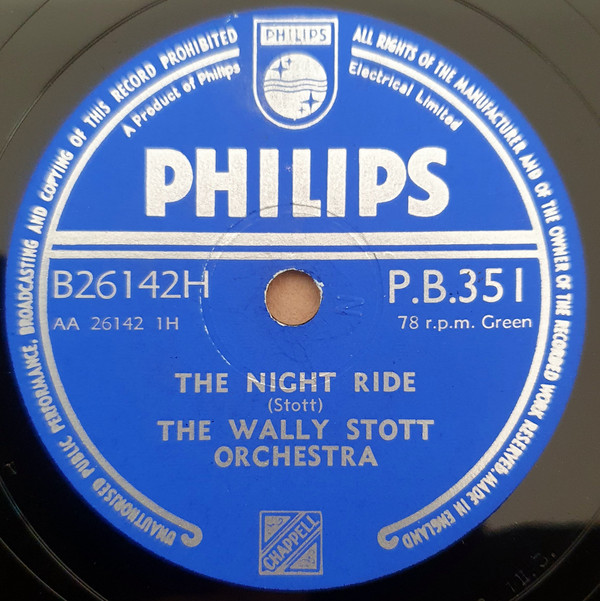 UNAUTHORISED PUBLIC PERFORMANCE, BROADCASTING AND COPYING OF THIS RECORD PROHIBITED
ALL RIGHTS OF THE MANUFACTURER AND OF THE OWNER OF THE RECORDED WORK RESERVED. MADE IN ENGLAND
PHILIPS
A Product of Philips
Electrical Limited
PHILIPS
B26142H
P.B.351
AA 26142 1H
78 r.p.m. Green
THE NIGHT RIDE
(Stott)
THE WALLY STOTT
ORCHESTRA
CHAPPELL